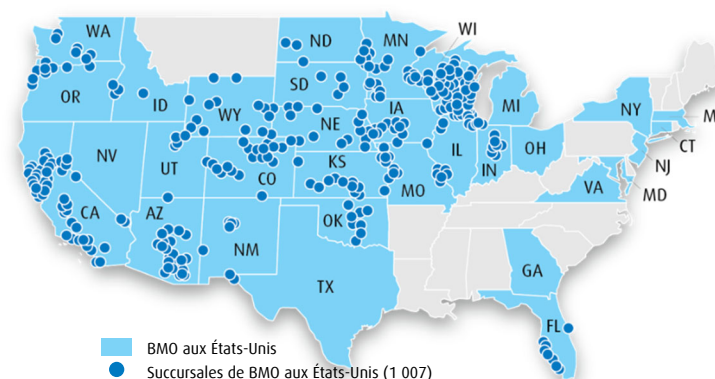 WI
WA
ND
MN
SD
OR
ID
WY
MI
NY
M
CT
NJ
IA
NE
NV
UT
CO
KS
MO
IL
IN
OH
VA
MD
CA
AZ
NM
OK
TX
GA
FL
BMO aux États-Unis
Succursales de BMO aux États-Unis (1 007)